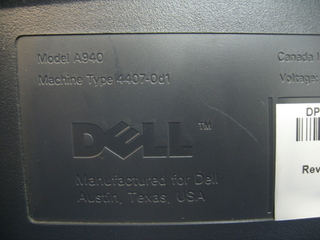 Model A940
Machine Type 4407-0d1
DELL™
Manufactured for Dell
Austin, Texas, USA
Canada
Voltage:
DP
Rev